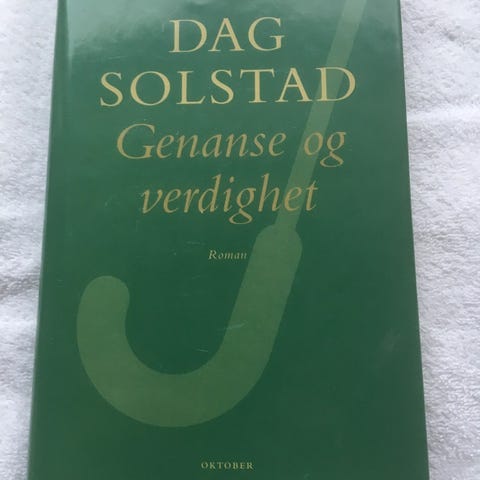 DAG
SOLSTAD
Genanse og
verdighet
Roman
OKTOBER